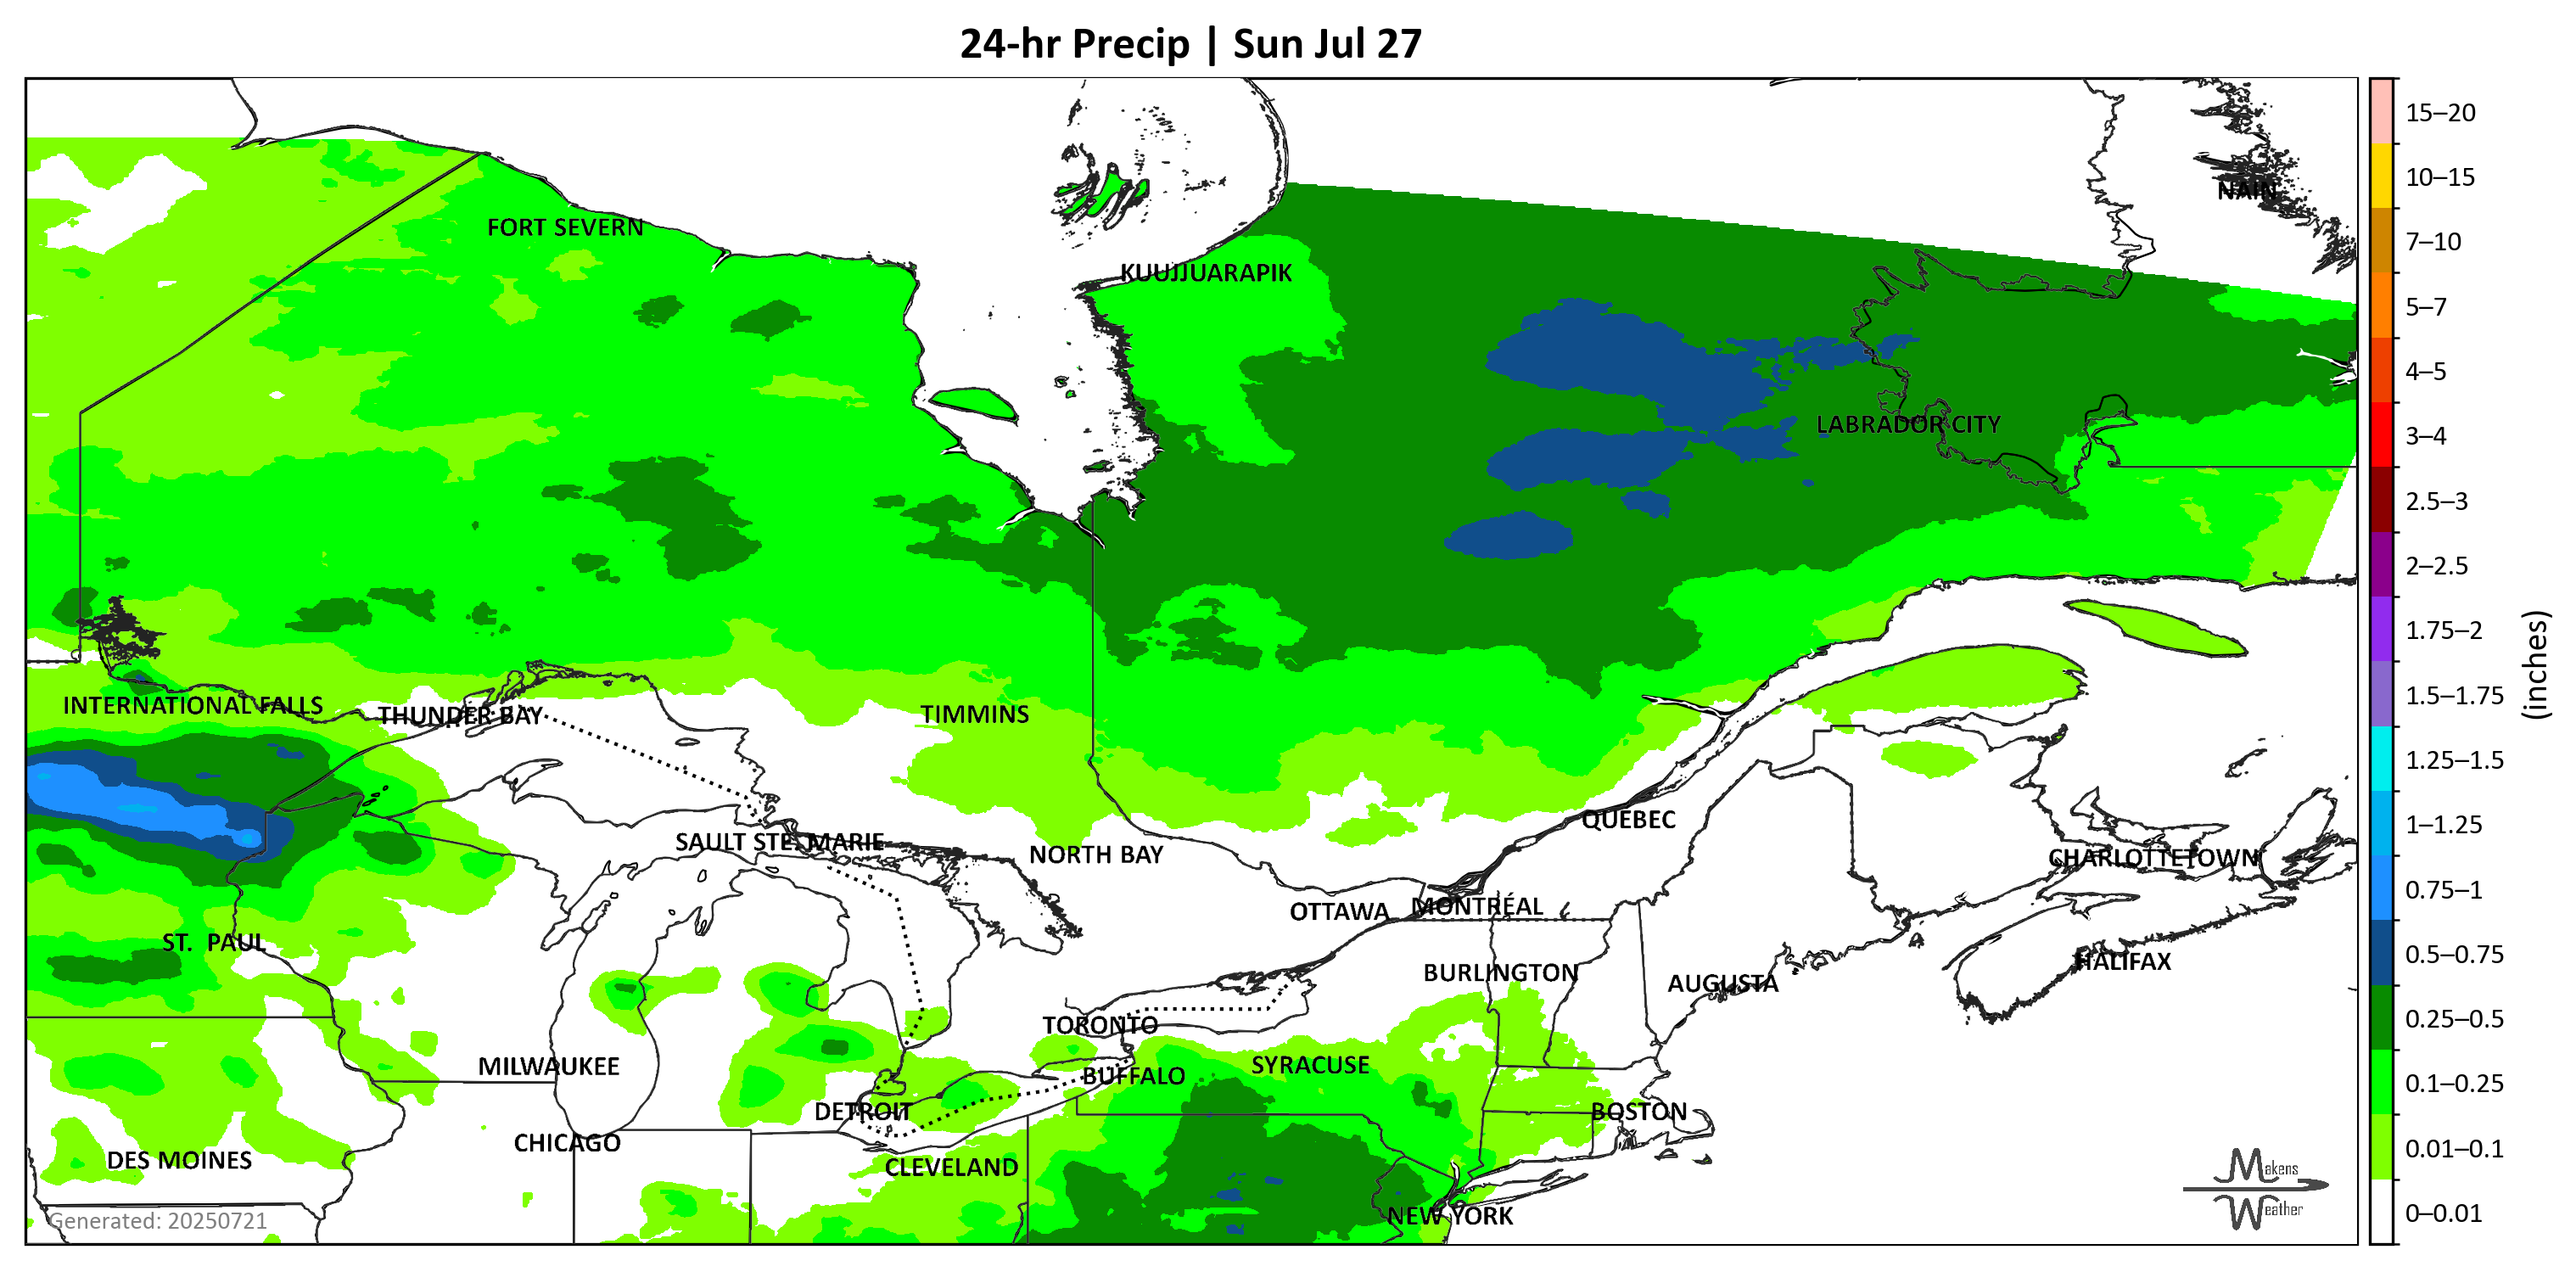 24-hr Precip | Sun Jul 27
NAIN
FORT SEVERN
KUUJJUARAPIK
LABRADOR CITY
INTERNATIONAL FALLS
THUNDER BAY
TIMMINS
SAULT STE. MARIE
NORTH BAY
QUÉBEC
CHARLOTTETOWN
OTTAWA
MONTRÉAL
ST. PAUL
BURLINGTON
AUGUSTA
HALIFAX
TORONTO
MILWAUKEE
SYRACUSE
BUFFALO
DETROIT
BOSTON
CHICAGO
DES MOINES
CLEVELAND
NEW YORK
Generated: 20250721
Makens
Weather
15–20
10–15
7–10
5–7
4–5
3–4
2.5–3
2–2.5
1.75–2
1.5–1.75
1.25–1.5
1–1.25
0.75–1
0.5–0.75
0.25–0.5
0.1–0.25
0.01–0.1
0–0.01
(inches)